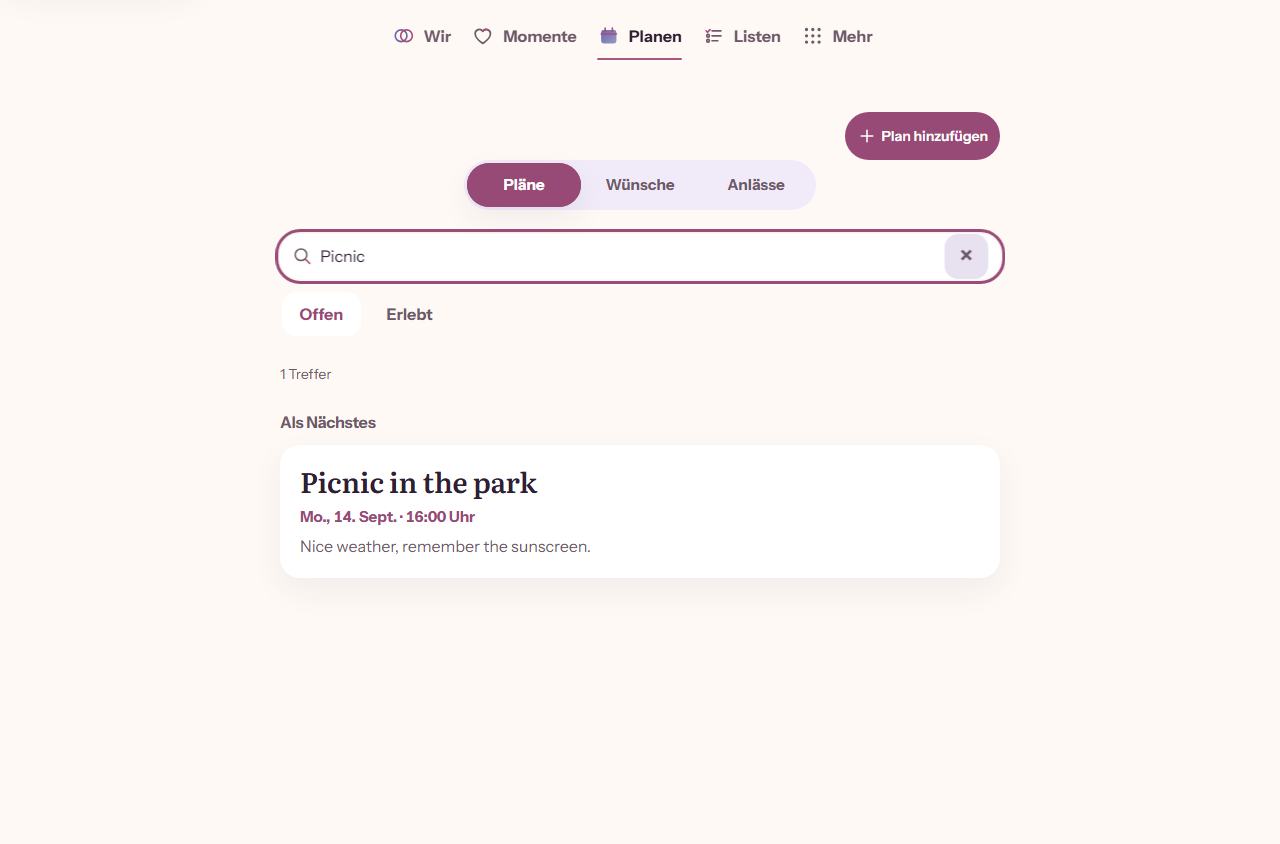 Wir Momente Planen Listen Mehr
Plan hinzufügen
Pläne Wünsche Anlässe
Picnic
Offen Erlebt
1 Treffer
Als Nächstes
Picnic in the park
Mo., 14. Sept. · 16:00 Uhr
Nice weather, remember the sunscreen.